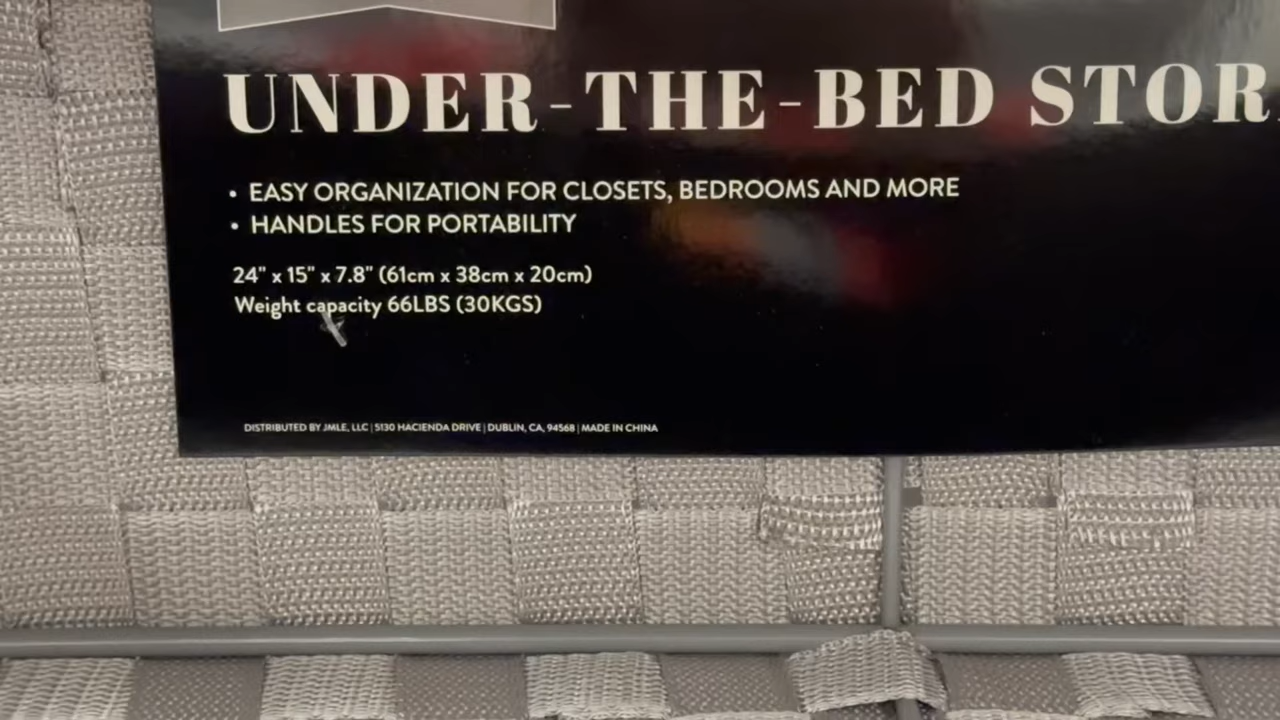 UNDER-THE-BED STOR
• EASY ORGANIZATION FOR CLOSETS, BEDROOMS AND MORE
• HANDLES FOR PORTABILITY
24" x 15" x 7.8" (61cm x 38cm x 20cm)
Weight capacity 66LBS (30KGS)
DISTRIBUTED BY JMLE, LLC | 5130 HACIENDA DRIVE | DUBLIN, CA, 94568 | MADE IN CHINA